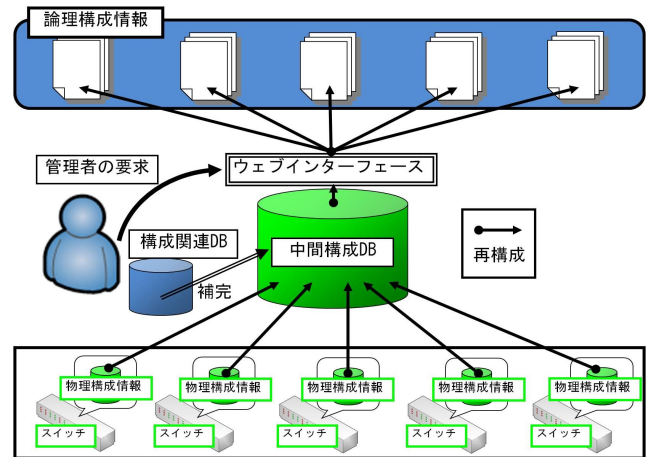 論理構成情報
管理者の要求
ウェブインターフェース
構成関連DB
中間構成DB
補完
再構成
物理構成情報
物理構成情報
物理構成情報
物理構成情報
物理構成情報
スイッチ
スイッチ
スイッチ
スイッチ
スイッチ